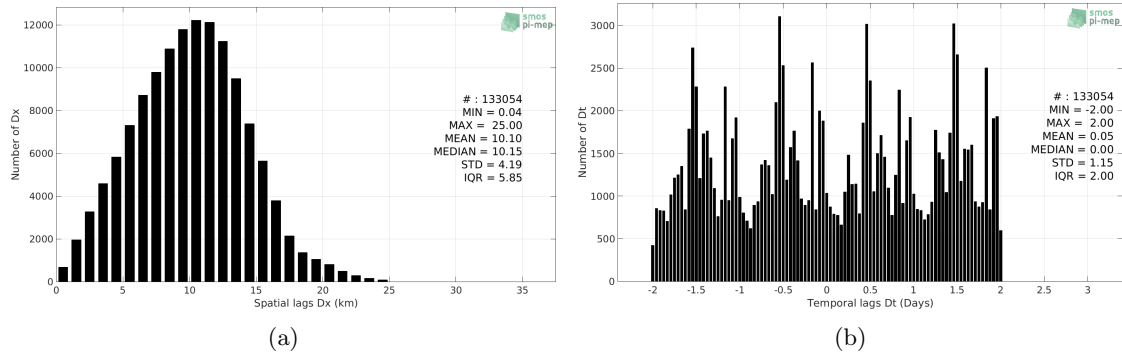 smos
pi-mep
12000
10000
8000
6000
4000
2000
0
Number of Dx
# : 133054
MIN = 0.04
MAX = 25.00
MEAN = 10.10
MEDIAN = 10.15
STD = 4.19
IQR = 5.85
0 5 10 15 20 25 30 35
Spatial lags Dx (km)
(a)
smos
pi-mep
3000
2500
2000
1500
1000
500
0
Number of Dt
# : 133054
MIN = -2.00
MAX = 2.00
MEAN = 0.05
MEDIAN = 0.00
STD = 1.15
IQR = 2.00
-2 -1.5 -1 -0.5 0 0.5 1 1.5 2 2.5 3
Temporal lags Dt (Days)
(b)